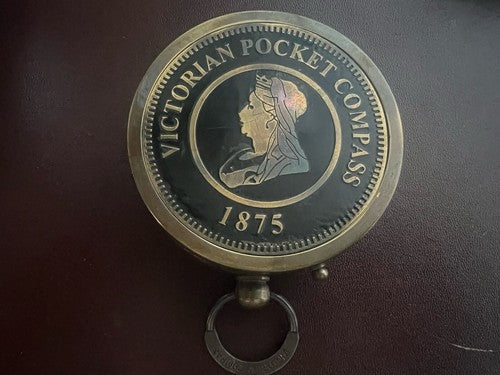 VICTORIAN POCKET COMPASS
1875